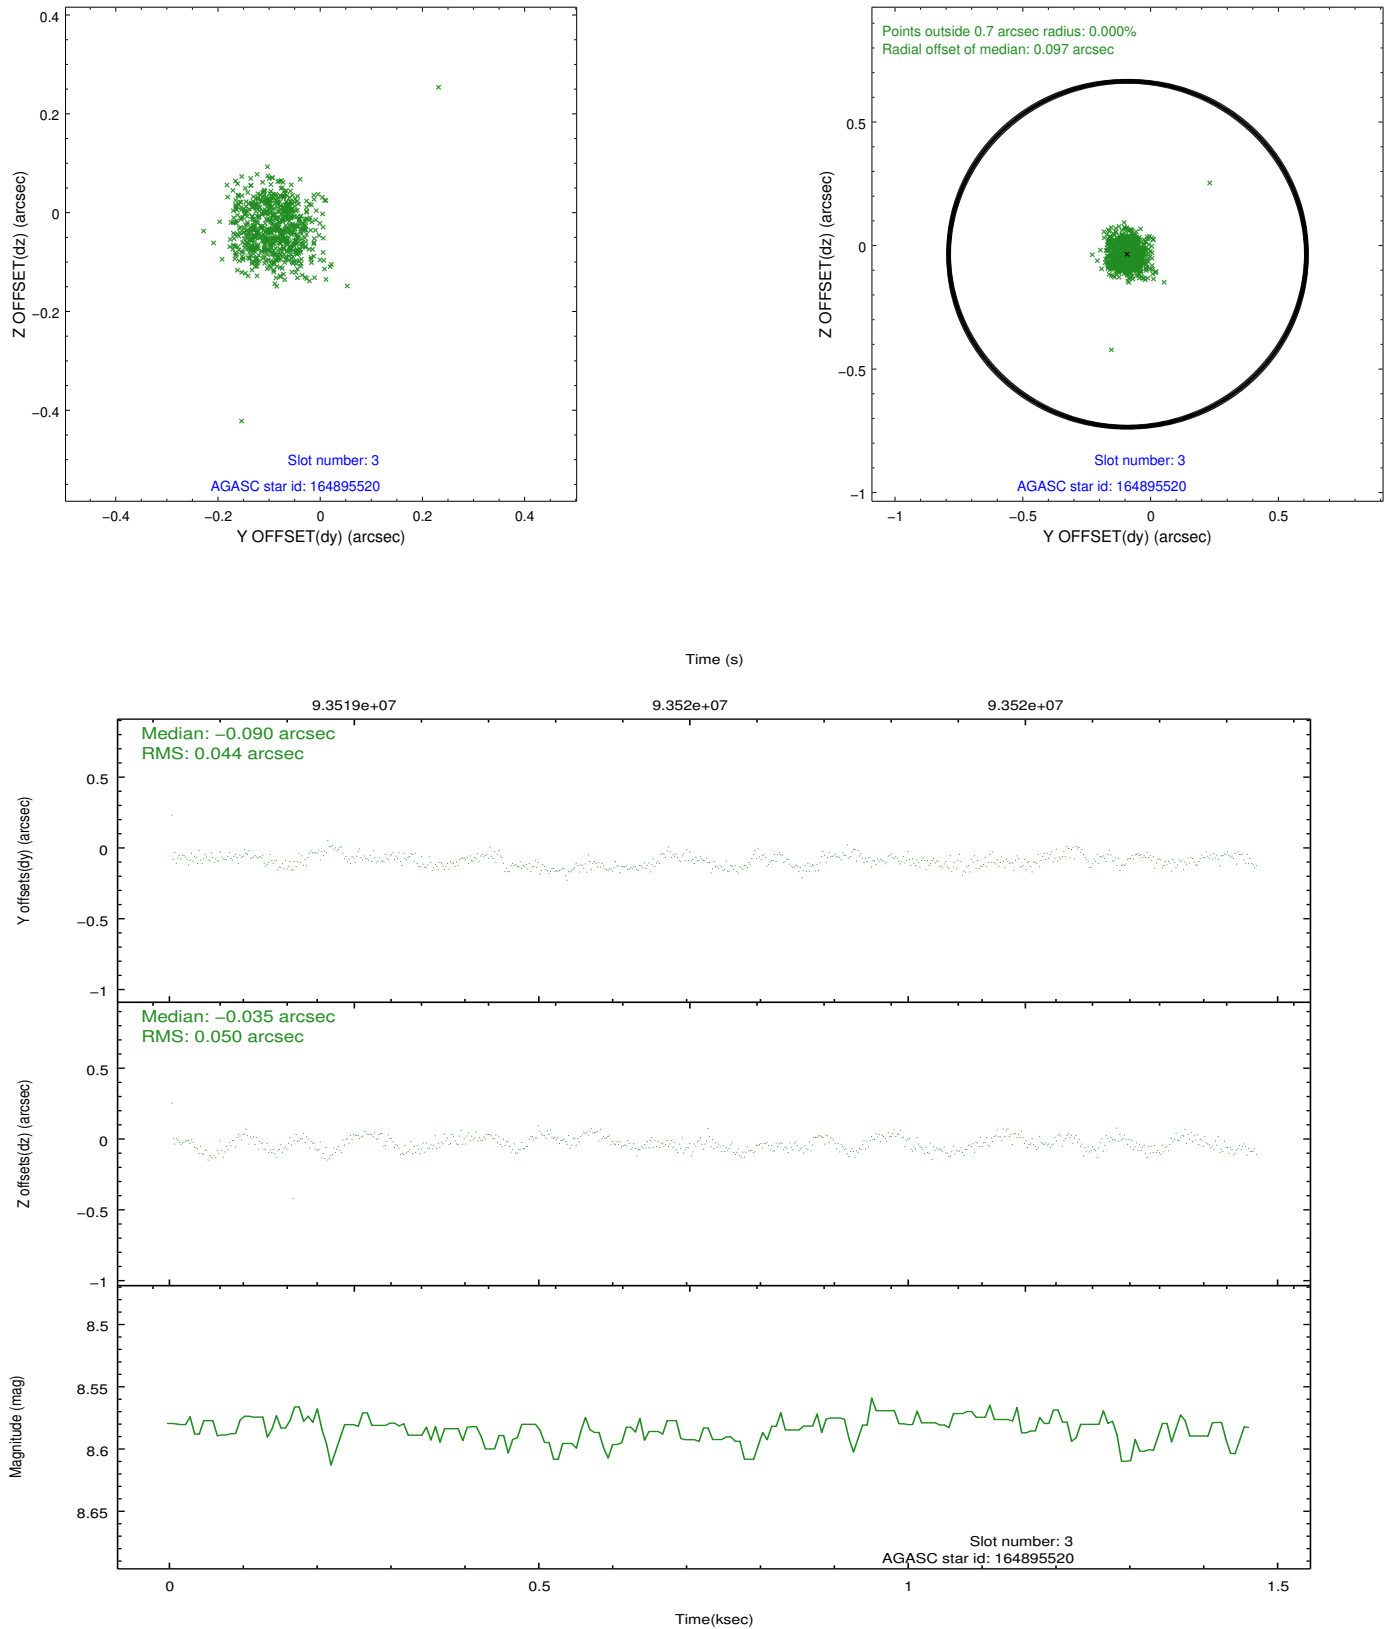 0.4
0.2
0
−0.2
−0.4
Z OFFSET(dz) (arcsec)
Slot number: 3
AGASC star id: 164895520
−0.4
−0.2
0
0.2
0.4
Y OFFSET(dy) (arcsec)
Points outside 0.7 arcsec radius: 0.000%
Radial offset of median: 0.097 arcsec
0.5
0
−0.5
−1
Z OFFSET(dz) (arcsec)
Slot number: 3
AGASC star id: 164895520
−1
−0.5
0
0.5
Y OFFSET(dy) (arcsec)
Time (s)
9.3519e+07
9.352e+07
9.352e+07
Median: −0.090 arcsec
RMS: 0.044 arcsec
0.5
0
−0.5
−1
Y offsets(dy) (arcsec)
Median: −0.035 arcsec
RMS: 0.050 arcsec
0.5
0
−0.5
−1
Z offsets(dz) (arcsec)
8.5
8.55
8.6
8.65
Magnitude (mag)
Slot number: 3
AGASC star id: 164895520
0
0.5
1
1.5
Time(ksec)